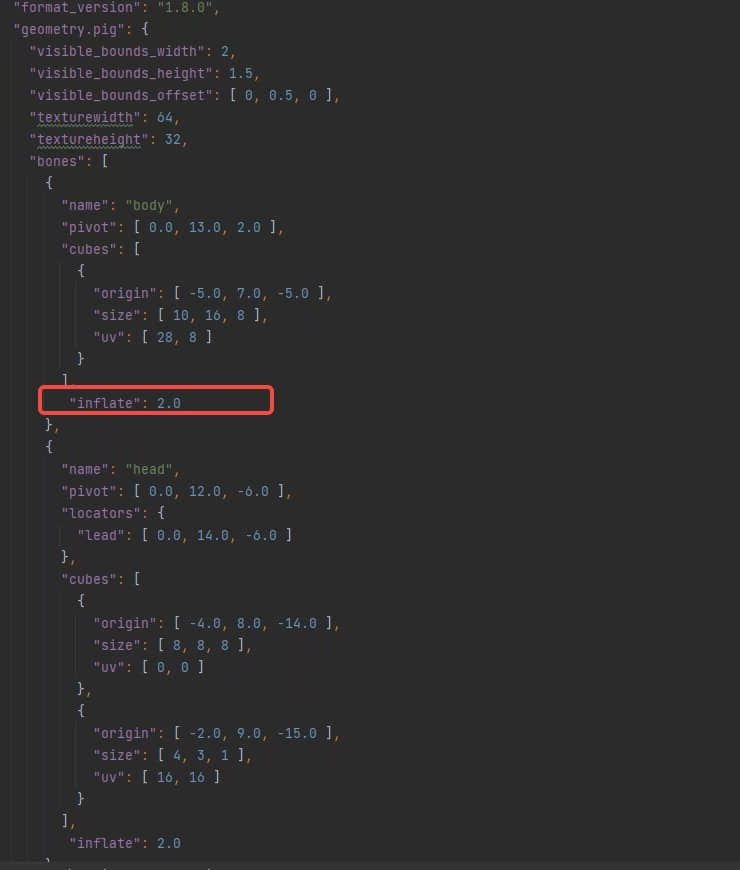 "format_version": "1.8.0",
"geometry.pig": {
"visible_bounds_width": 2,
"visible_bounds_height": 1.5,
"visible_bounds_offset": [ 0, 0.5, 0 ],
"texturewidth": 64,
"textureheight": 32,
"bones": [
{
"name": "body",
"pivot": [ 0.0, 13.0, 2.0 ],
"cubes": [
{
"origin": [ -5.0, 7.0, -5.0 ],
"size": [ 10, 16, 8 ],
"uv": [ 28, 8 ]
}
],
"inflate": 2.0
},
{
"name": "head",
"pivot": [ 0.0, 12.0, -6.0 ],
"locators": {
"lead": [ 0.0, 14.0, -6.0 ]
},
"cubes": [
{
"origin": [ -4.0, 8.0, -14.0 ],
"size": [ 8, 8, 8 ],
"uv": [ 0, 0 ]
},
{
"origin": [ -2.0, 9.0, -15.0 ],
"size": [ 4, 3, 1 ],
"uv": [ 16, 16 ]
}
],
"inflate": 2.0